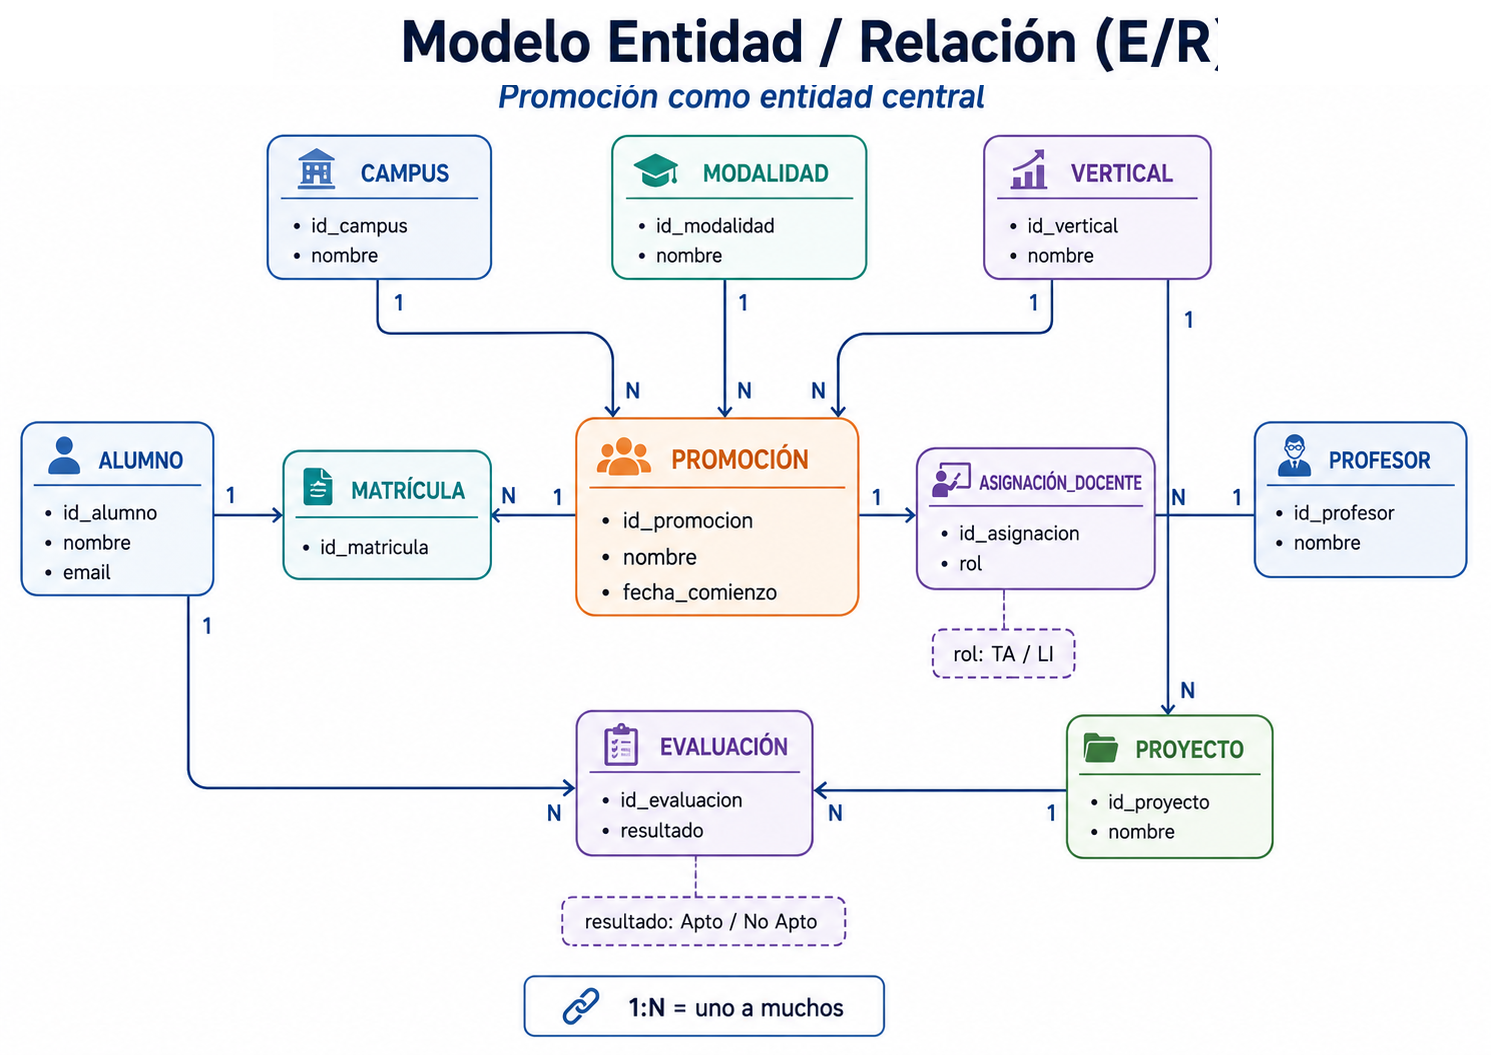 Modelo Entidad / Relación (E/R)
Promoción como entidad central
CAMPUS
• id_campus
• nombre
MODALIDAD
• id_modalidad
• nombre
VERTICAL
• id_vertical
• nombre
1
1
1
1
N
N
N
ALUMNO
• id_alumno
• nombre
• email
1
MATRÍCULA
• id_matricula
N
1
PROMOCIÓN
• id_promocion
• nombre
• fecha_comienzo
1
ASIGNACIÓN_DOCENTE
• id_asignacion
• rol
N
1
PROFESOR
• id_profesor
• nombre
rol: TA / LI
1
N
EVALUACIÓN
• id_evaluacion
• resultado
N
N
1
PROYECTO
• id_proyecto
• nombre
resultado: Apto / No Apto
1:N = uno a muchos